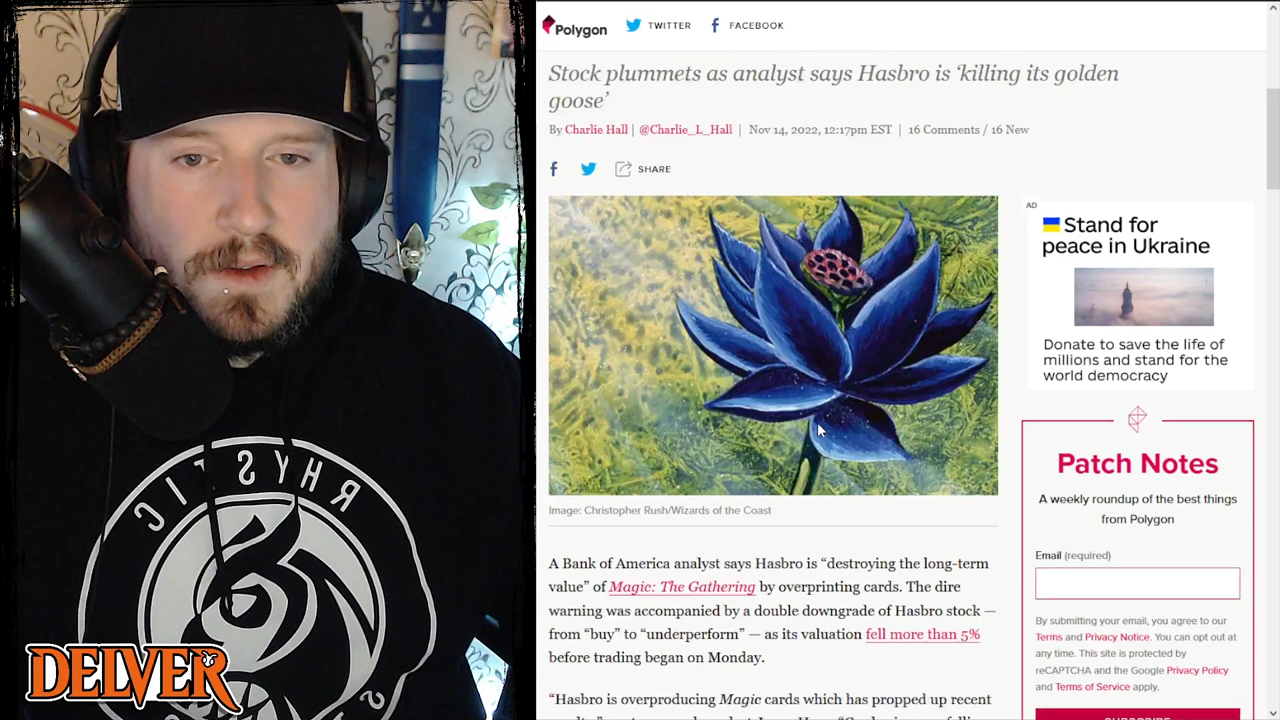 Polygon
TWITTER
FACEBOOK
Stock plummets as analyst says Hasbro is ‘killing its golden
goose’
By Charlie Hall | @Charlie_L_Hall | Nov 14, 2022, 12:17pm EST | 16 Comments / 16 New
SHARE
Image: Christopher Rush/Wizards of the Coast
A Bank of America analyst says Hasbro is “destroying the long-term
value” of Magic: The Gathering by overprinting cards. The dire
warning was accompanied by a double downgrade of Hasbro stock —
from “buy” to “underperform” — as its valuation fell more than 5%
before trading began on Monday.
“Hasbro is overproducing Magic cards which has propped up recent
AD
Stand for
peace in Ukraine
Donate to save the life of
millions and stand for the
world democracy
Patch Notes
A weekly roundup of the best things
from Polygon
Email (required)
By submitting your email, you agree to our
Terms and Privacy Notice. You can opt out at
any time. This site is protected by
reCAPTCHA and the Google Privacy Policy
and Terms of Service apply.
SUBSCRIBE
RHYSTIC
DELVER